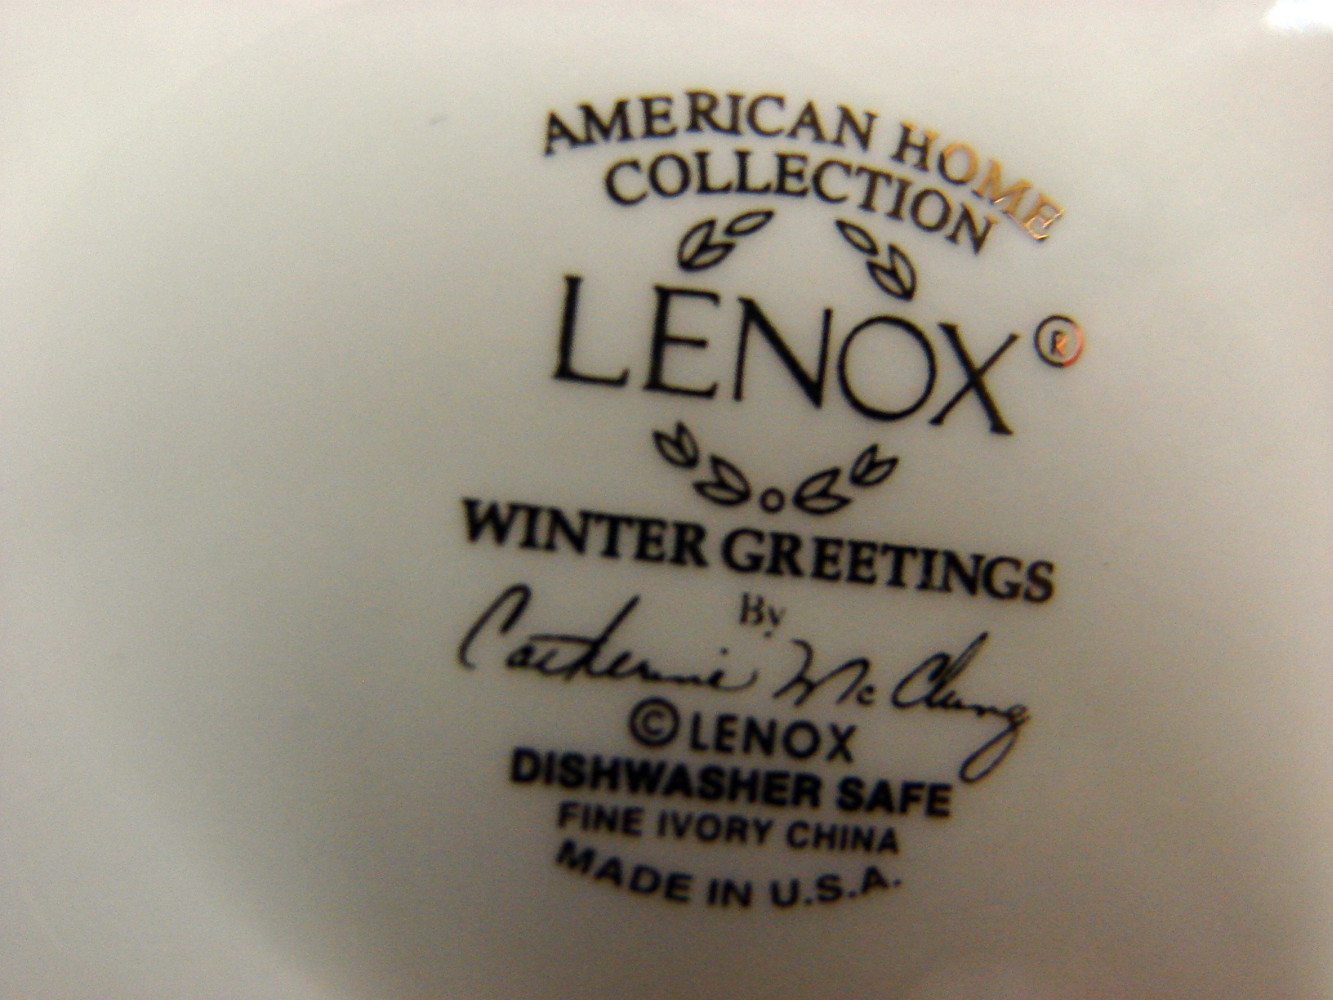 AMERICAN HOME
COLLECTION
LENOX®
WINTER GREETINGS
By
Catherine McClung
© LENOX
DISHWASHER SAFE
FINE IVORY CHINA
MADE IN U.S.A.